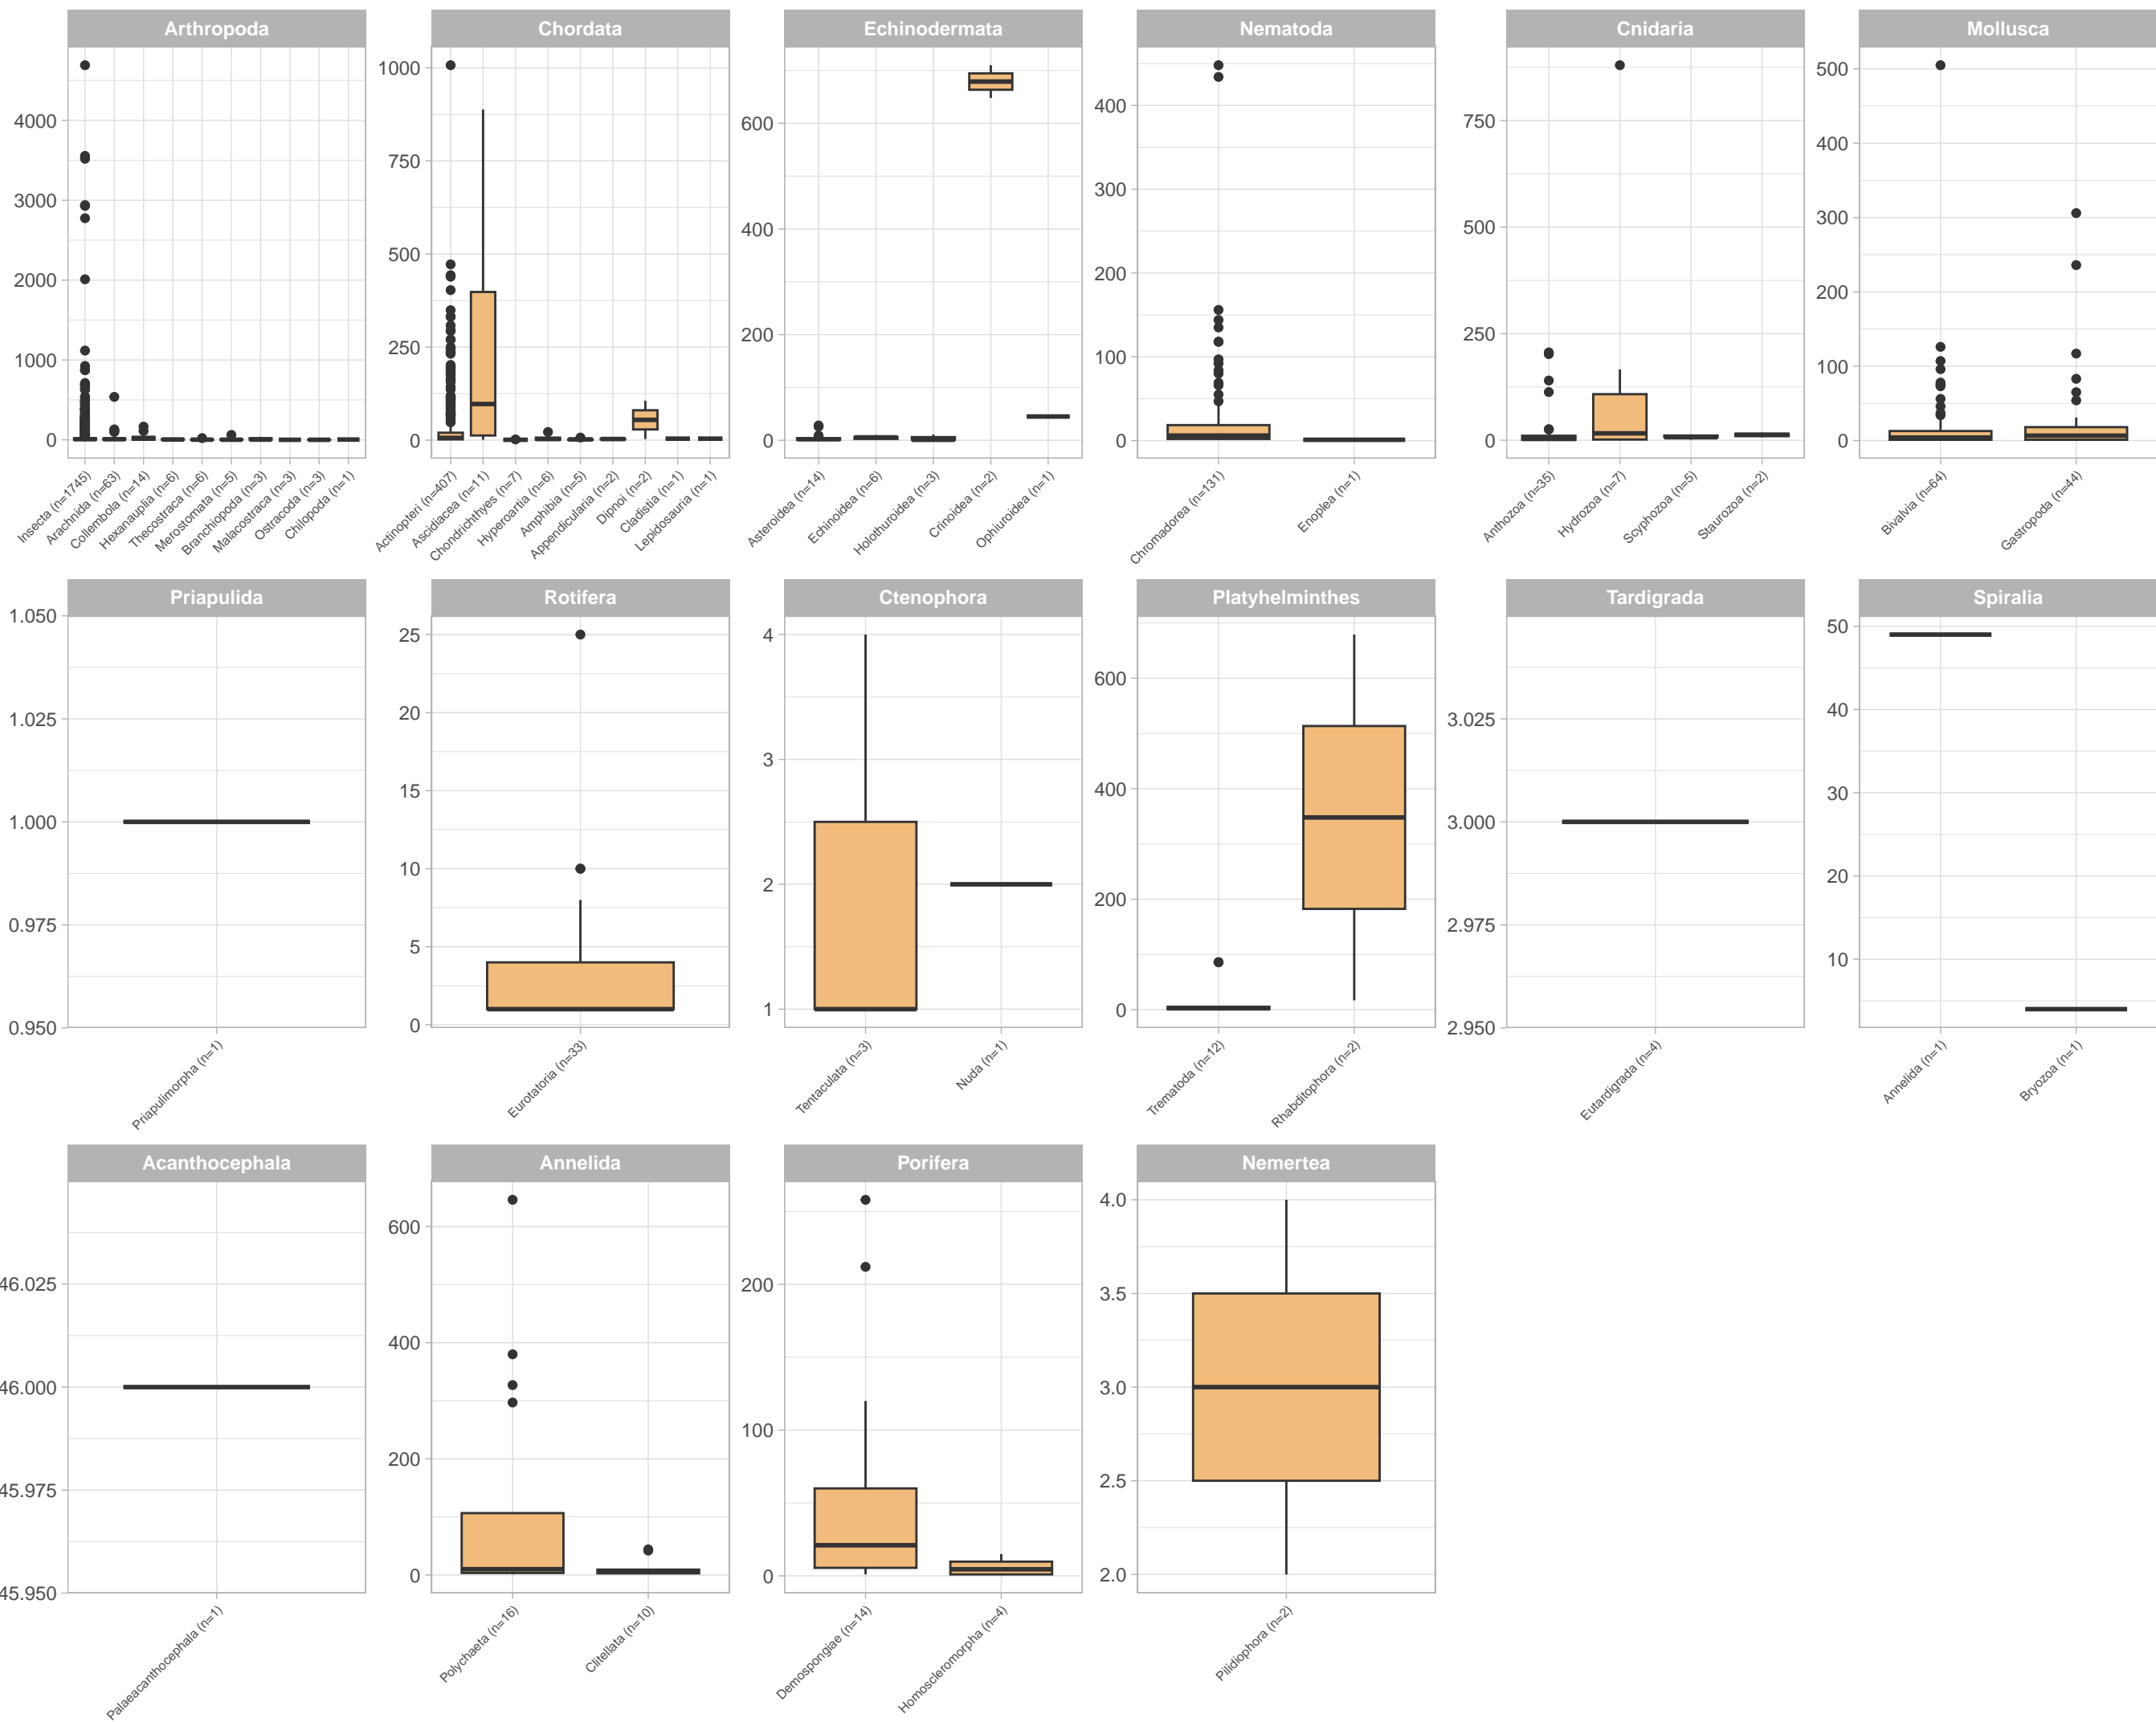 Arthropoda
Chordata
Echinodermata
Nematoda
Cnidaria
Mollusca
4000
3000
2000
1000
0
1000
750
500
250
0
600
400
200
0
400
300
200
100
0
750
500
250
0
500
400
300
200
100
0
Insecta (n=1745)
Arachnida (n=63)
Collembola (n=14)
Hexanauplia (n=6)
Thecostraca (n=6)
Merostomata (n=5)
Branchiopoda (n=3)
Malacostraca (n=3)
Ostracoda (n=3)
Chilopoda (n=1)
Actinopteri (n=407)
Ascidiacea (n=11)
Chondrichthyes (n=7)
Hyperoartia (n=6)
Amphibia (n=5)
Appendicularia (n=2)
Dipnoi (n=2)
Cladistia (n=1)
Lepidosauria (n=1)
Asteroidea (n=14)
Echinoidea (n=6)
Holothuroidea (n=3)
Crinoidea (n=2)
Ophiuroidea (n=1)
Chromadorea (n=131)
Enoplea (n=1)
Anthozoa (n=35)
Hydrozoa (n=7)
Scyphozoa (n=5)
Staurozoa (n=2)
Bivalvia (n=64)
Gastropoda (n=44)
Priapulida
Rotifera
Ctenophora
Platyhelminthes
Tardigrada
Spiralia
1.050
1.025
1.000
0.975
0.950
25
20
15
10
5
0
4
3
2
1
600
400
200
0
3.025
3.000
2.975
2.950
50
40
30
20
10
Priapulimorpha (n=1)
Eurotatoria (n=33)
Tentaculata (n=3)
Nuda (n=1)
Trematoda (n=12)
Rhabditophora (n=2)
Eutardigrada (n=4)
Annelida (n=1)
Bryozoa (n=1)
Acanthocephala
Annelida
Porifera
Nemertea
46.025
46.000
45.975
45.950
600
400
200
0
200
100
0
4.0
3.5
3.0
2.5
2.0
Palaeacanthocephala (n=1)
Polychaeta (n=16)
Clitellata (n=10)
Demospongiae (n=14)
Homoscleromorpha (n=4)
Pilidiophora (n=2)